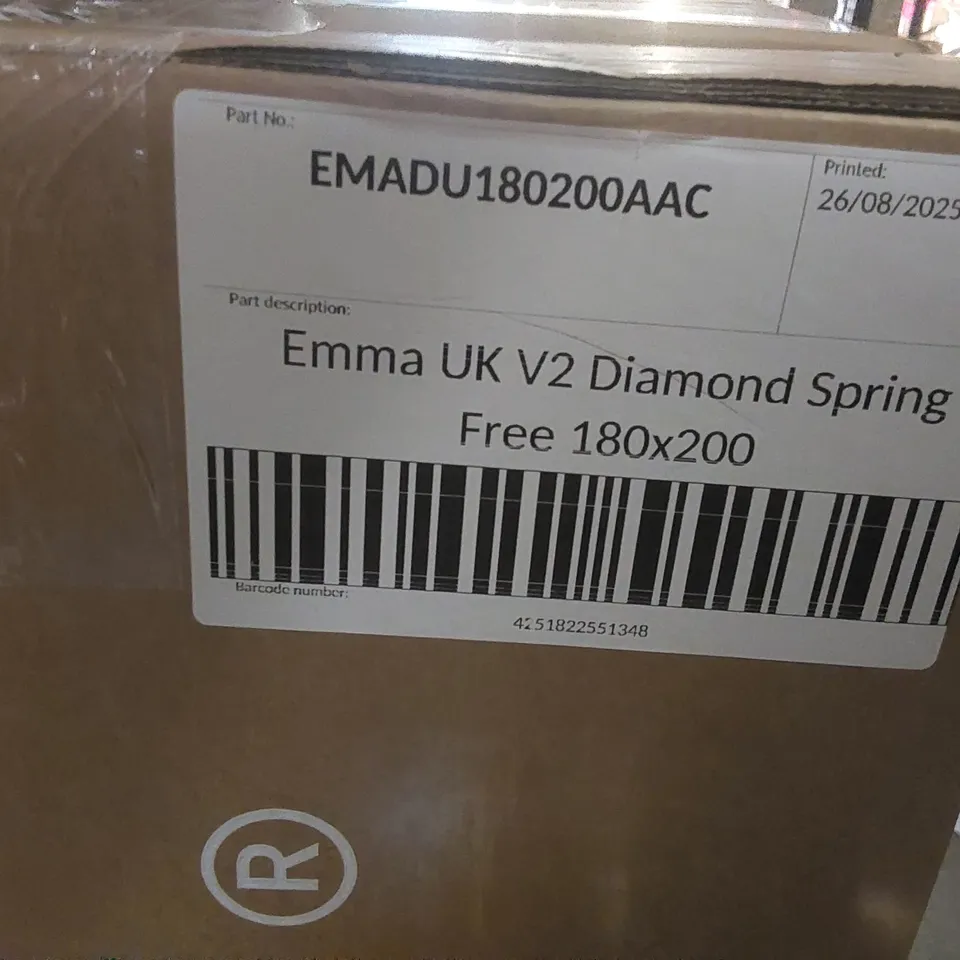 Part No.:
EMADU180200AAC
Printed:
26/08/2025
Part description:
Emma UK V2 Diamond Spring
Free 180x200
Barcode number:
4251822551348
®